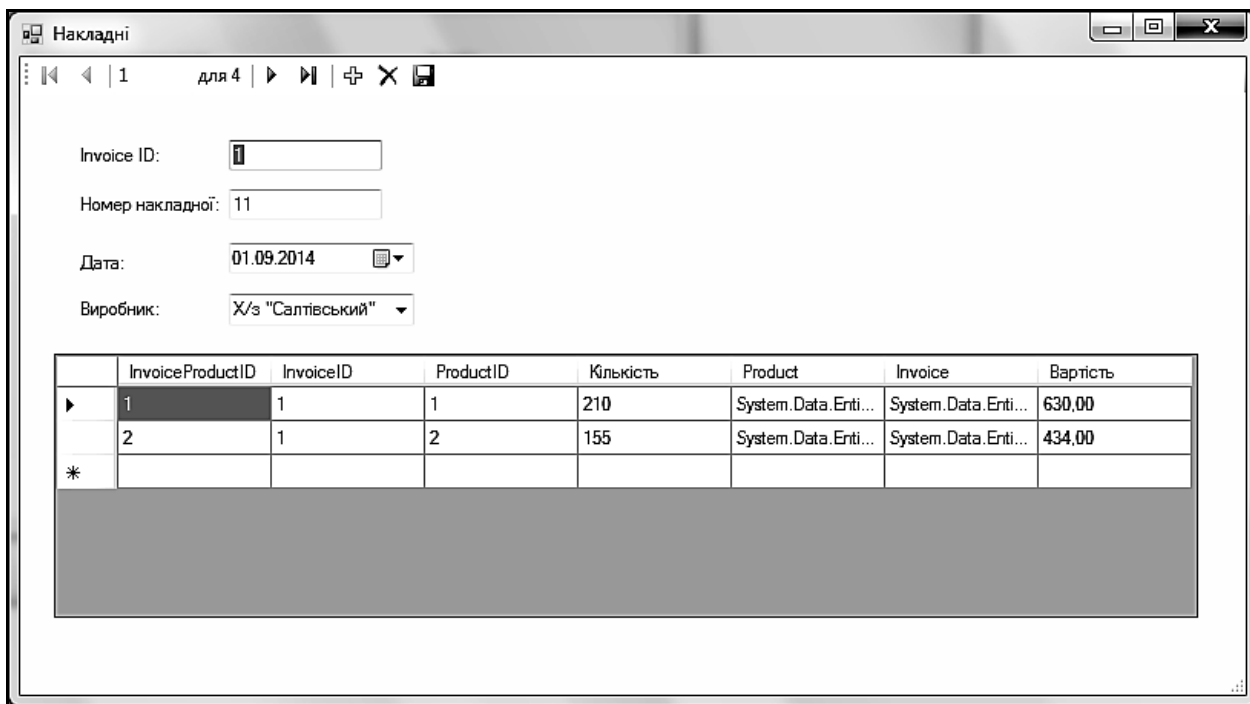 Накладні
1 для 4
Invoice ID: 1
Номер накладної: 11
Дата: 01.09.2014
Виробник: Х/з "Салтівський"
InvoiceProductID InvoiceID ProductID Кількість Product Invoice Вартість
1 1 1 210 System.Data.Enti... System.Data.Enti... 630,00
2 1 2 155 System.Data.Enti... System.Data.Enti... 434,00